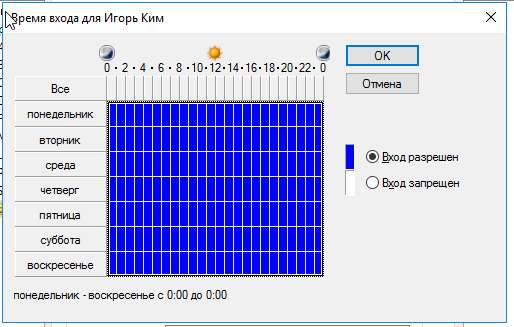 Время входа для Игорь Ким
OK
0 · 2 · 4 · 6 · 8 · 10 · 12 · 14 · 16 · 18 · 20 · 22 · 0
Отмена
Все
понедельник
вторник
среда
Вход разрешен
четверг
Вход запрещен
пятница
суббота
воскресенье
понедельник - воскресенье с 0:00 до 0:00